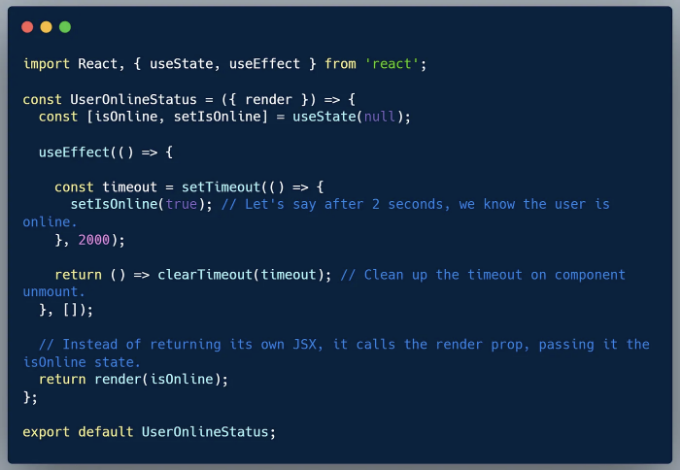 import React, { useState, useEffect } from 'react';
const UserOnlineStatus = ({ render }) => {
const [isOnline, setIsOnline] = useState(null);
useEffect(() => {
const timeout = setTimeout(() => {
setIsOnline(true); // Let's say after 2 seconds, we know the user is
online.
}, 2000);
return () => clearTimeout(timeout); // Clean up the timeout on component
unmount.
}, []);
// Instead of returning its own JSX, it calls the render prop, passing it the
isOnline state.
return render(isOnline);
};
export default UserOnlineStatus;